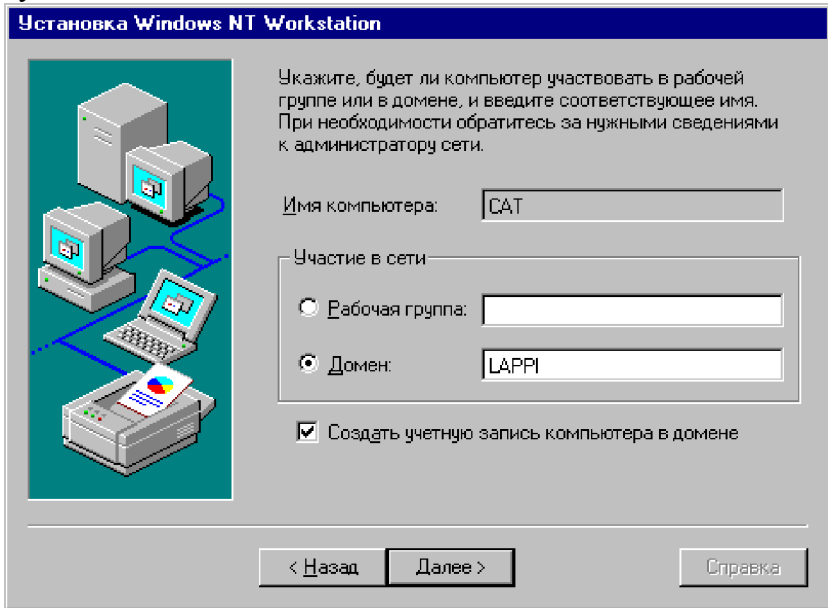 Установка Windows NT Workstation
Укажите, будет ли компьютер участвовать в рабочей
группе или в домене, и введите соответствующее имя.
При необходимости обратитесь за нужными сведениями
к администратору сети.
Имя компьютера: CAT
Участие в сети
Рабочая группа:
Домен: LAPPI
Создать учетную запись компьютера в домене
< Назад Далее > Справка